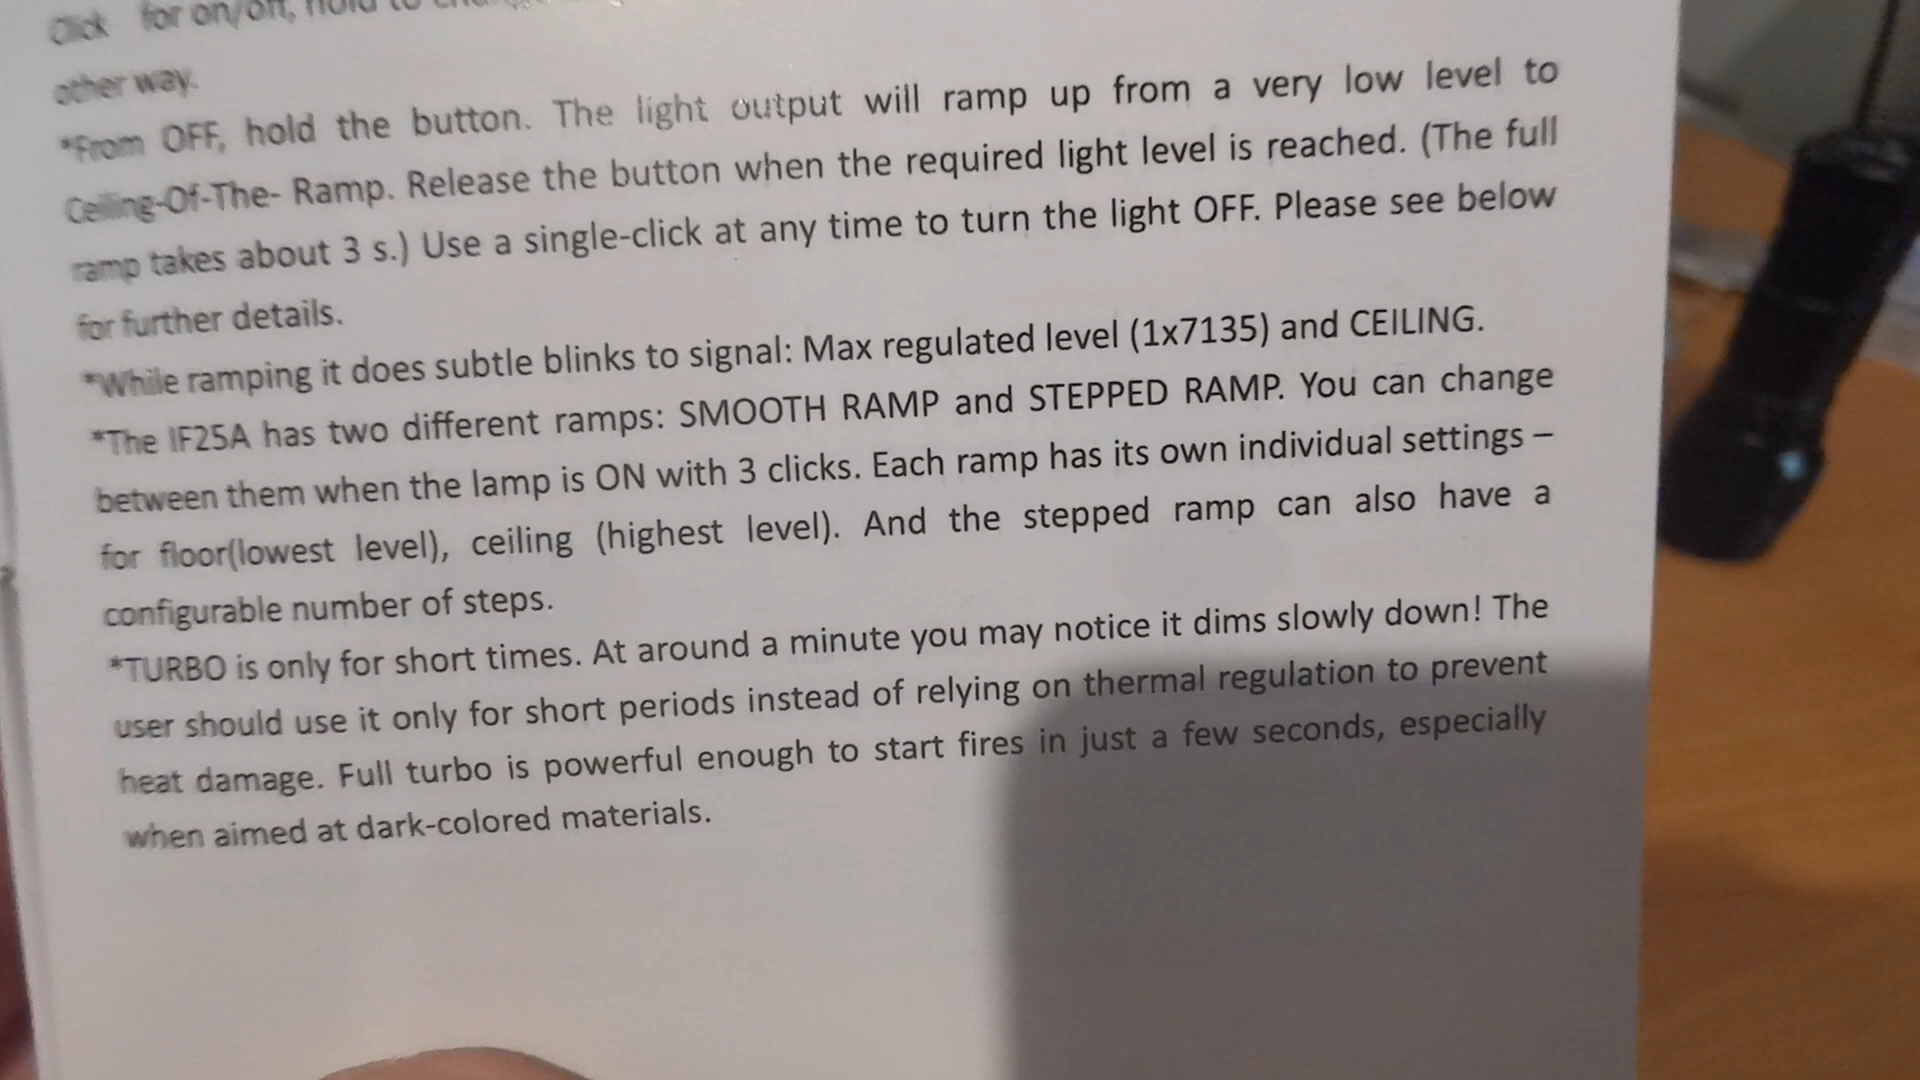 Click for on/off, hold to
other way.
*From OFF, hold the button. The light output will ramp up from a very low level to
Ceiling-Of-The- Ramp. Release the button when the required light level is reached. (The full
ramp takes about 3 s.) Use a single-click at any time to turn the light OFF. Please see below
for further details.
*While ramping it does subtle blinks to signal: Max regulated level (1x7135) and CEILING.
*The IF25A has two different ramps: SMOOTH RAMP and STEPPED RAMP. You can change
between them when the lamp is ON with 3 clicks. Each ramp has its own individual settings –
for floor(lowest level), ceiling (highest level). And the stepped ramp can also have a
configurable number of steps.
*TURBO is only for short times. At around a minute you may notice it dims slowly down! The
user should use it only for short periods instead of relying on thermal regulation to prevent
heat damage. Full turbo is powerful enough to start fires in just a few seconds, especially
when aimed at dark-colored materials.